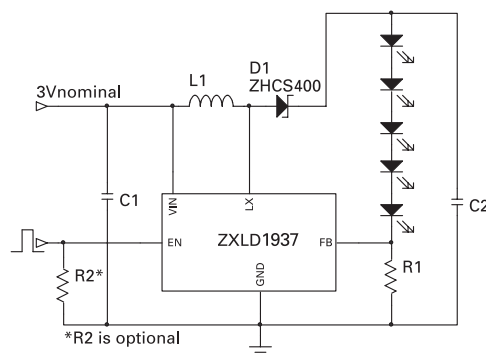 D1
L1
ZHCS400
3Vnominal
C1
VIN
LX
C2
EN
ZXLD1937
FB
R2*
GND
R1
*R2 is optional